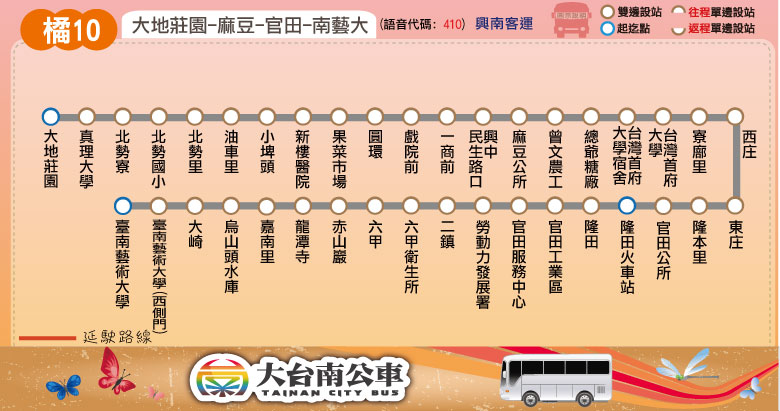 橘10
大地莊園-麻豆-官田-南藝大
(語音代碼: 410)
興南客運
雙邊設站
往程單邊設站
起迄點
返程單邊設站
大地莊園
真理大學
北勢寮
北勢國小
北勢里
油車里
小埤頭
新樓醫院
果菜市場
圓環
戲院前
一商前
興中民生路口
麻豆公所
曾文農工
總爺糖廠
台灣首府大學宿舍
台灣首府大學
寮廍里
西庄
東庄
隆本里
官田公所
隆田火車站
隆田
官田工業區
官田服務中心
勞動力發展署
二鎮
六甲衛生所
六甲
赤山巖
龍潭寺
嘉南里
烏山頭水庫
大崎
臺南藝術大學(西側門)
臺南藝術大學
延駛路線
大台南公車
TAINAN CITY BUS